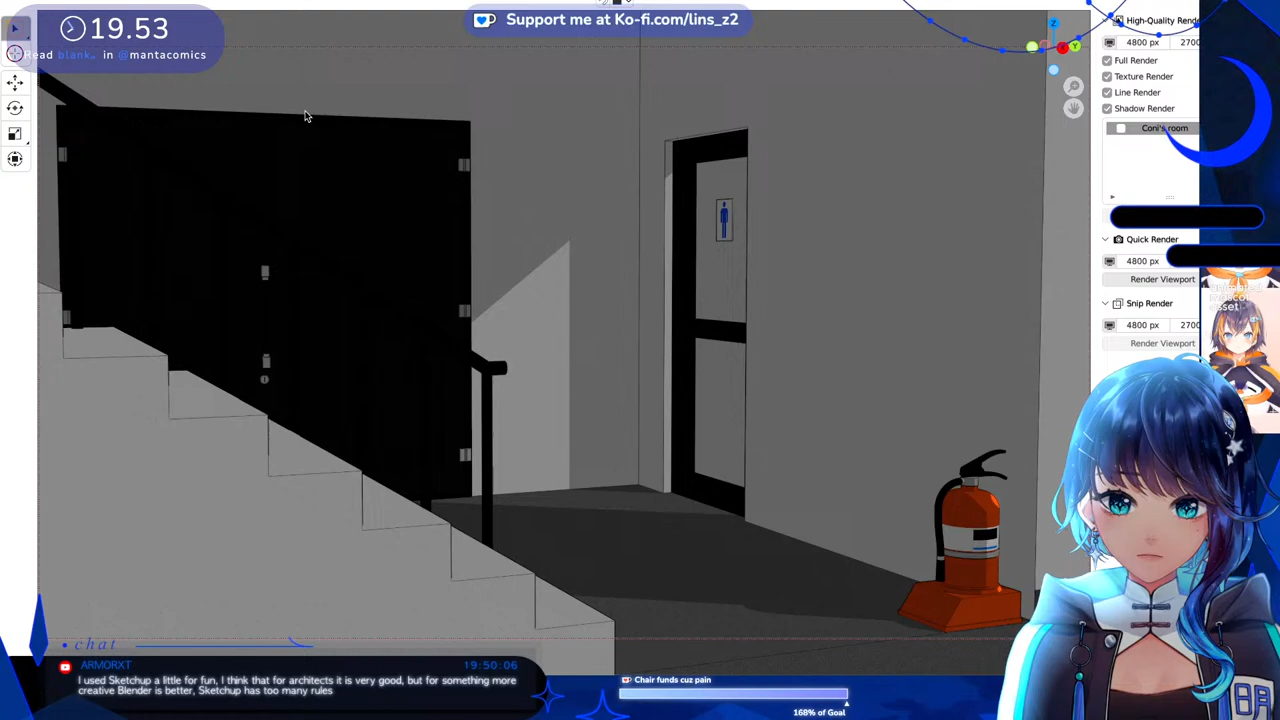 19.53
Read blank.. in @mantacomics
Support me at Ko-fi.com/lins_z2
Z
X
Y
High-Quality Rende
4800 px
2700
Full Render
Texture Render
Line Render
Shadow Render
Coni's room
Quick Render
4800 px
Render Viewport
Snip Render
4800 px
2700
Render Viewport
chat
ARMORXT
19:50:06
I used Sketchup a little for fun, I think that for architects it is very good, but for something more
creative Blender is better, Sketchup has too many rules
Chair funds cuz pain
168% of Goal